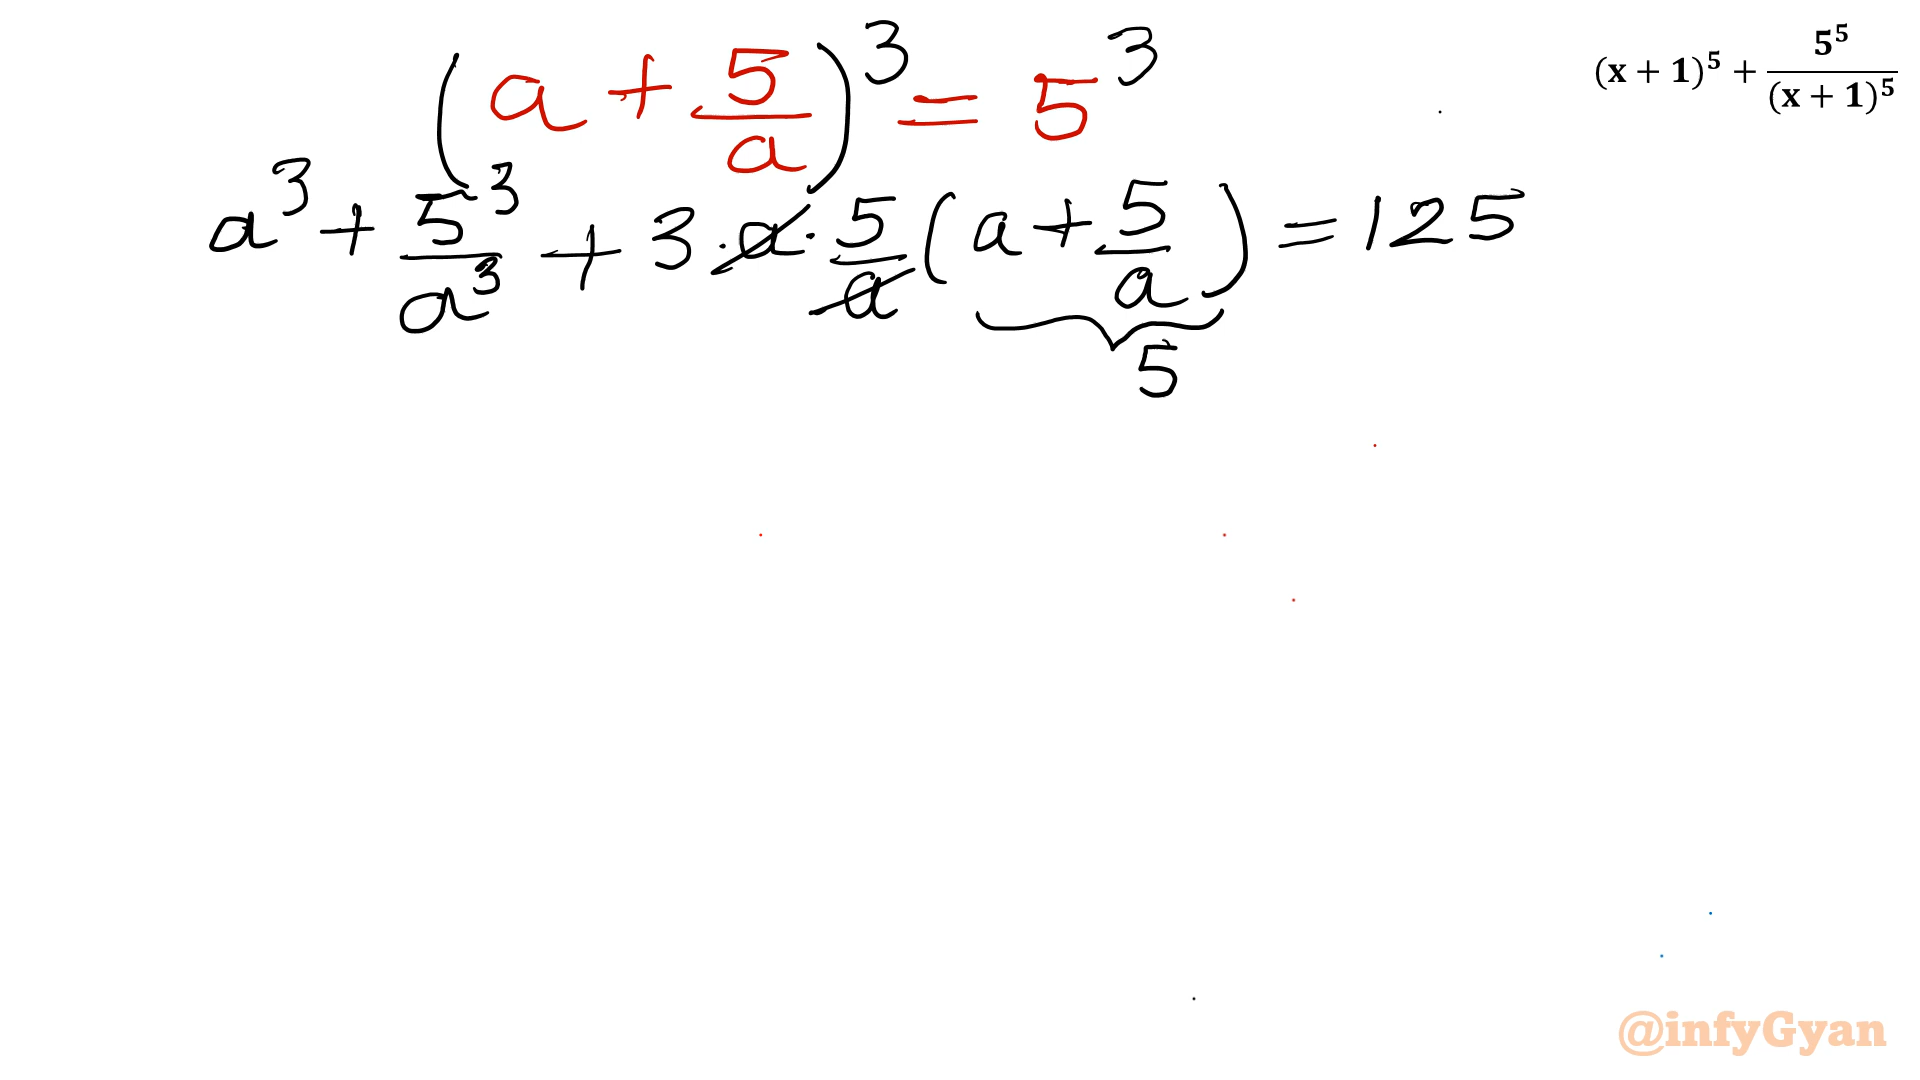 (a + 5/a)³ = 5³
(x + 1)⁵ + 5⁵/(x + 1)⁵
a³ + 5³/a³ + 3 · a · 5/a (a + 5/a) = 125
5
@infyGyan